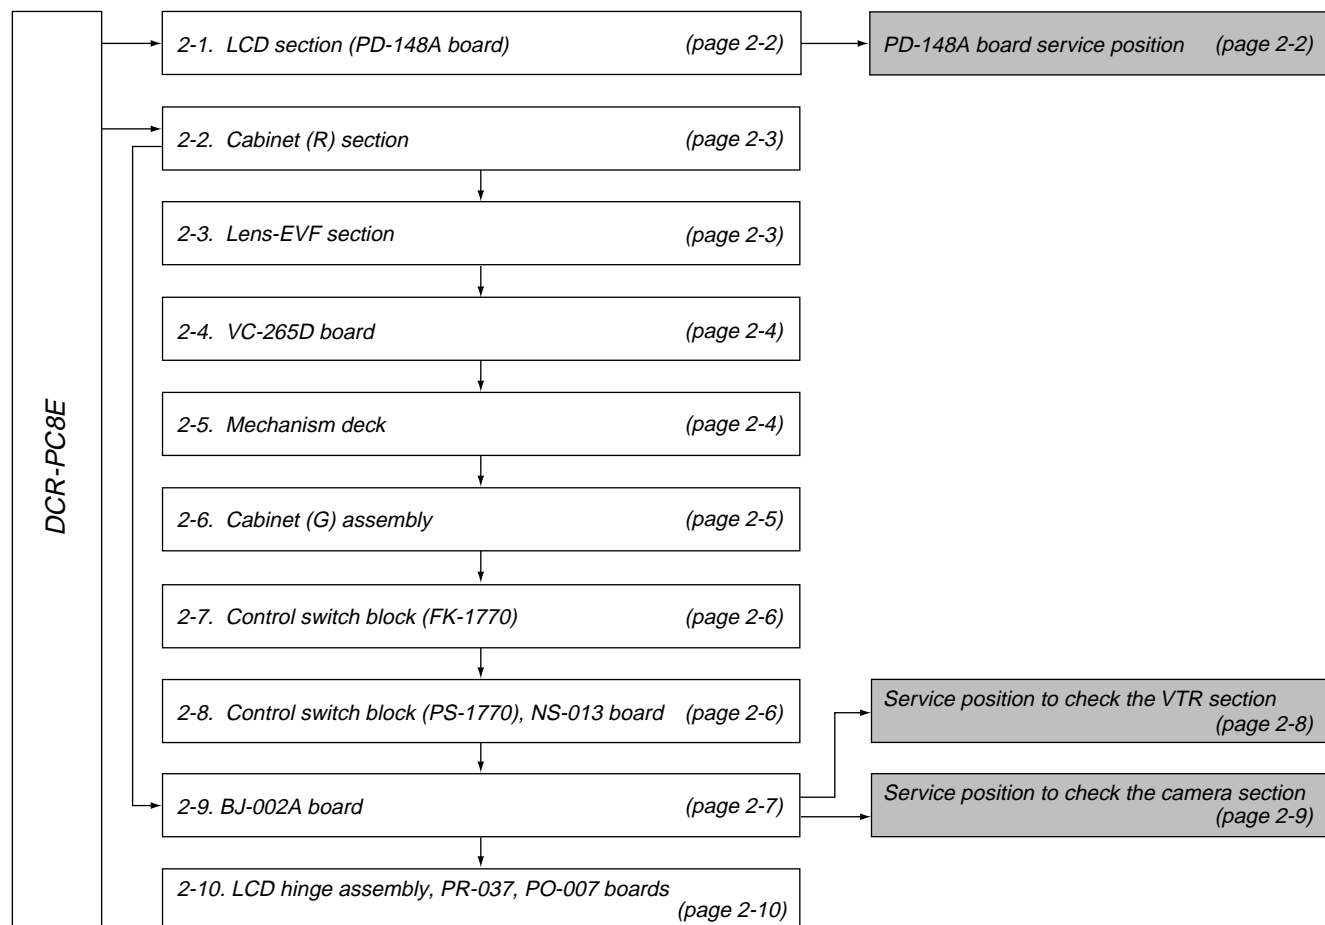 DCR-PC8E
2-1. LCD section (PD-148A board) (page 2-2)
PD-148A board service position (page 2-2)
2-2. Cabinet (R) section (page 2-3)
2-3. Lens-EVF section (page 2-3)
2-4. VC-265D board (page 2-4)
2-5. Mechanism deck (page 2-4)
2-6. Cabinet (G) assembly (page 2-5)
2-7. Control switch block (FK-1770) (page 2-6)
2-8. Control switch block (PS-1770), NS-013 board (page 2-6)
Service position to check the VTR section
(page 2-8)
2-9. BJ-002A board (page 2-7)
Service position to check the camera section
(page 2-9)
2-10. LCD hinge assembly, PR-037, PO-007 boards
(page 2-10)